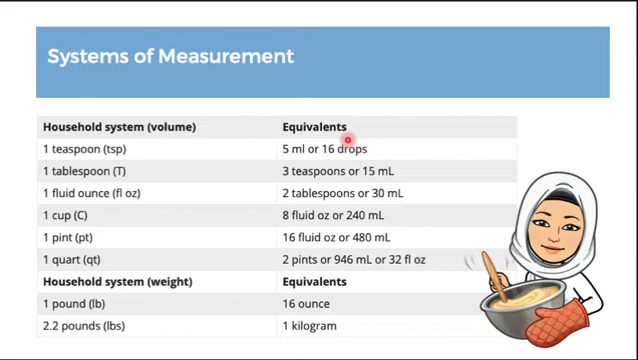 Systems of Measurement
Household system (volume) Equivalents
1 teaspoon (tsp) 5 ml or 16 drops
1 tablespoon (T) 3 teaspoons or 15 mL
1 fluid ounce (fl oz) 2 tablespoons or 30 mL
1 cup (C) 8 fluid oz or 240 mL
1 pint (pt) 16 fluid oz or 480 mL
1 quart (qt) 2 pints or 946 mL or 32 fl oz
Household system (weight) Equivalents
1 pound (lb) 16 ounce
2.2 pounds (lbs) 1 kilogram